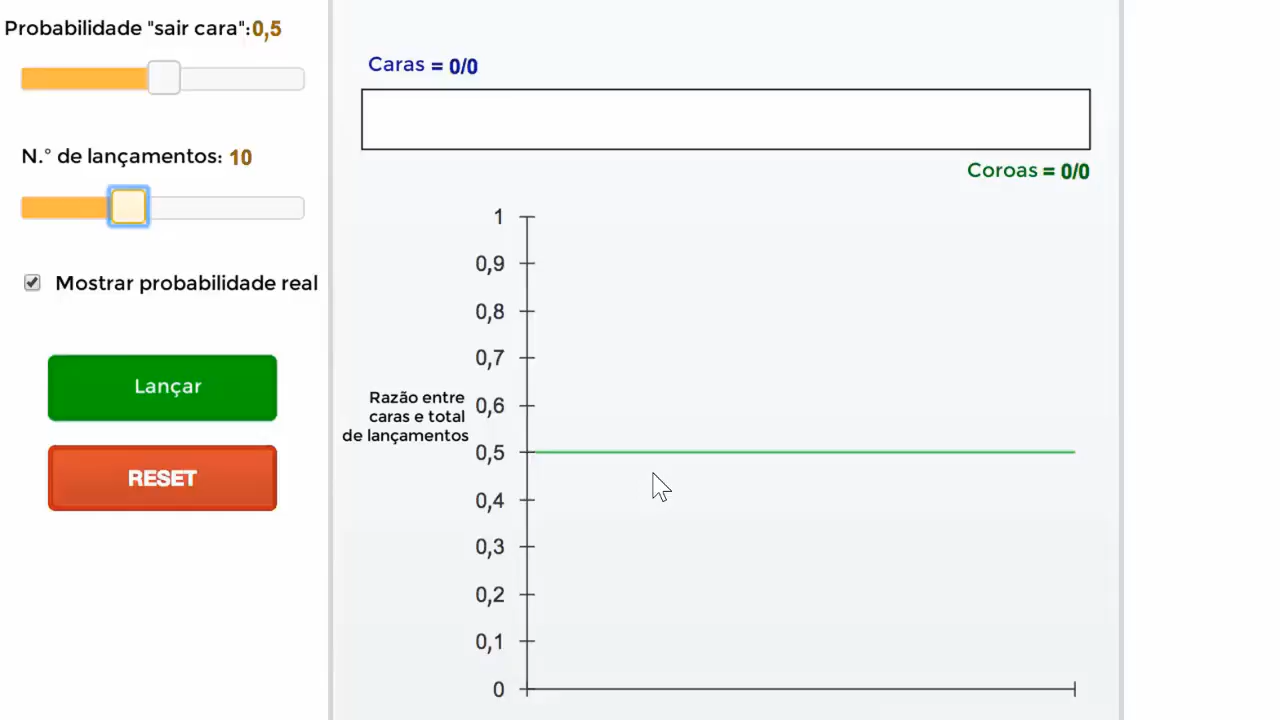 Probabilidade "sair cara":0,5
N.° de lançamentos: 10
Mostrar probabilidade real
Lançar
RESET
Caras = 0/0
Coroas = 0/0
1
0,9
0,8
0,7
0,6
0,5
0,4
0,3
0,2
0,1
0
Razão entre
caras e total
de lançamentos